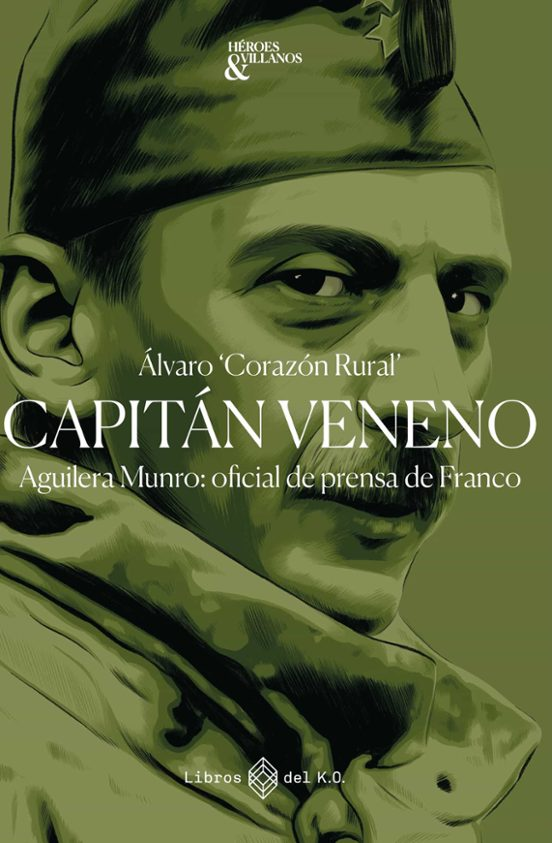 HÉROES
& VILLANOS
Álvaro ‘Corazón Rural’
CAPITÁN VENENO
Aguilera Munro: oficial de prensa de Franco
Libros del K.O.